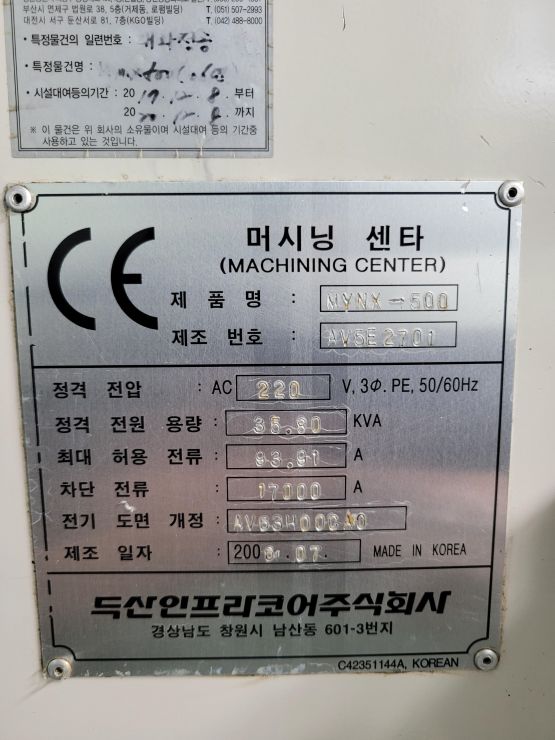 부산시 연제구 법원로 38, 5층(거제동, 로펌빌딩) T. (051) 507-2993
대전시 서구 둔산서로 81, 7층(KGO빌딩) T. (042) 488-8000
• 특정물건의 일련번호 :
• 특정물건명 :
• 시설대여등의기간 : 2017. 12. 8. 부터
20 . 12. 8. 까지
※ 이 물건은 위 회사의 소유물이며 시설대여 등의 기간중
사용하고 있는 것입니다.
CE
머시닝 센타
(MACHINING CENTER)
제 품 명 : MYNX-500
제조 번호 : AV5E2701
정격 전압 : AC 220 V, 3Φ. PE, 50/60Hz
정격 전원 용량 : 35.80 KVA
최대 허용 전류 : 93.91 A
차단 전류 : 17000 A
전기 도면 개정 :
제조 일자 : 200 .07. MADE IN KOREA
두산인프라코어주식회사
경상남도 창원시 남산동 601-3번지
C42351144A, KOREAN